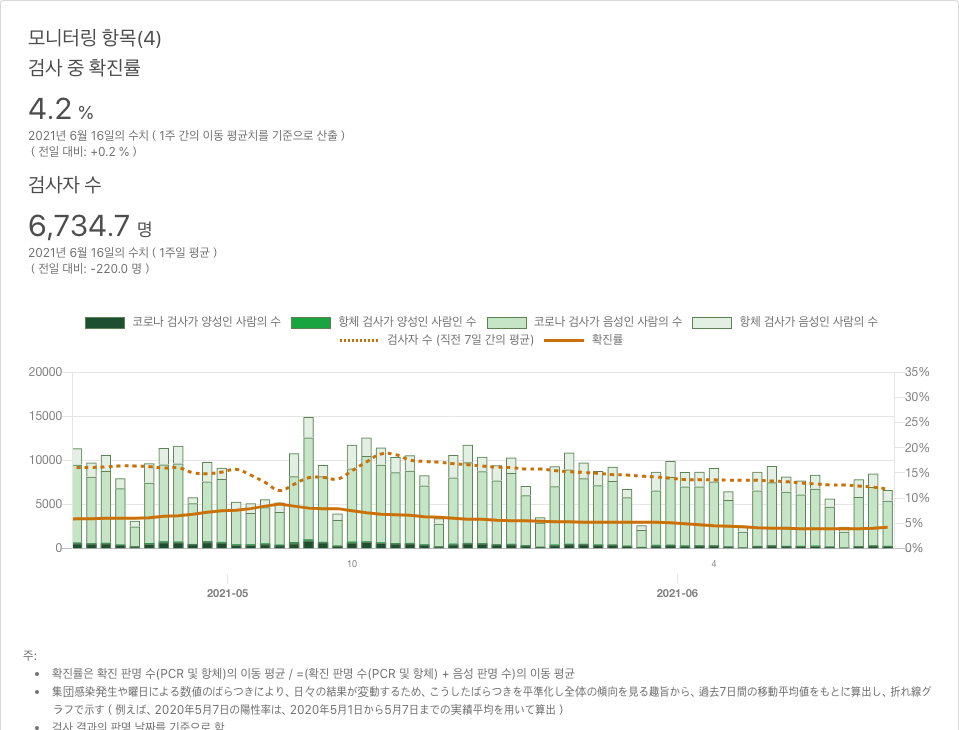 모니터링 항목(4)
검사 중 확진률
4.2 %
2021년 6월 16일의 수치 ( 1주 간의 이동 평균치를 기준으로 산출 )
( 전일 대비: +0.2 % )
검사자 수
6,734.7 명
2021년 6월 16일의 수치 ( 1주일 평균 )
( 전일 대비: -220.0 명 )
코로나 검사가 양성인 사람의 수 항체 검사가 양성인 사람인 수 코로나 검사가 음성인 사람의 수 항체 검사가 음성인 사람의 수
검사자 수 (직전 7일 간의 평균) 확진률
20000 35%
30%
15000 25%
20%
10000 15%
10%
5000 5%
0 0%
10 4
2021-05 2021-06
주:
• 확진률은 확진 판명 수(PCR 및 항체)의 이동 평균 / =(확진 판명 수(PCR 및 항체) + 음성 판명 수)의 이동 평균
• 集団感染発生や曜日による数値のばらつきにより、日々の結果が変動するため、こうしたばらつきを平準化し全体の傾向を見る趣旨から、過去7日間の移動平均値をもとに算出し、折れ線グ
ラフで示す ( 例えば、2020年5月7日の陽性率は、2020年5月1日から5月7日までの実績平均を用いて算出 )
• 검사 결과의 판명 날짜를 기준으로 함